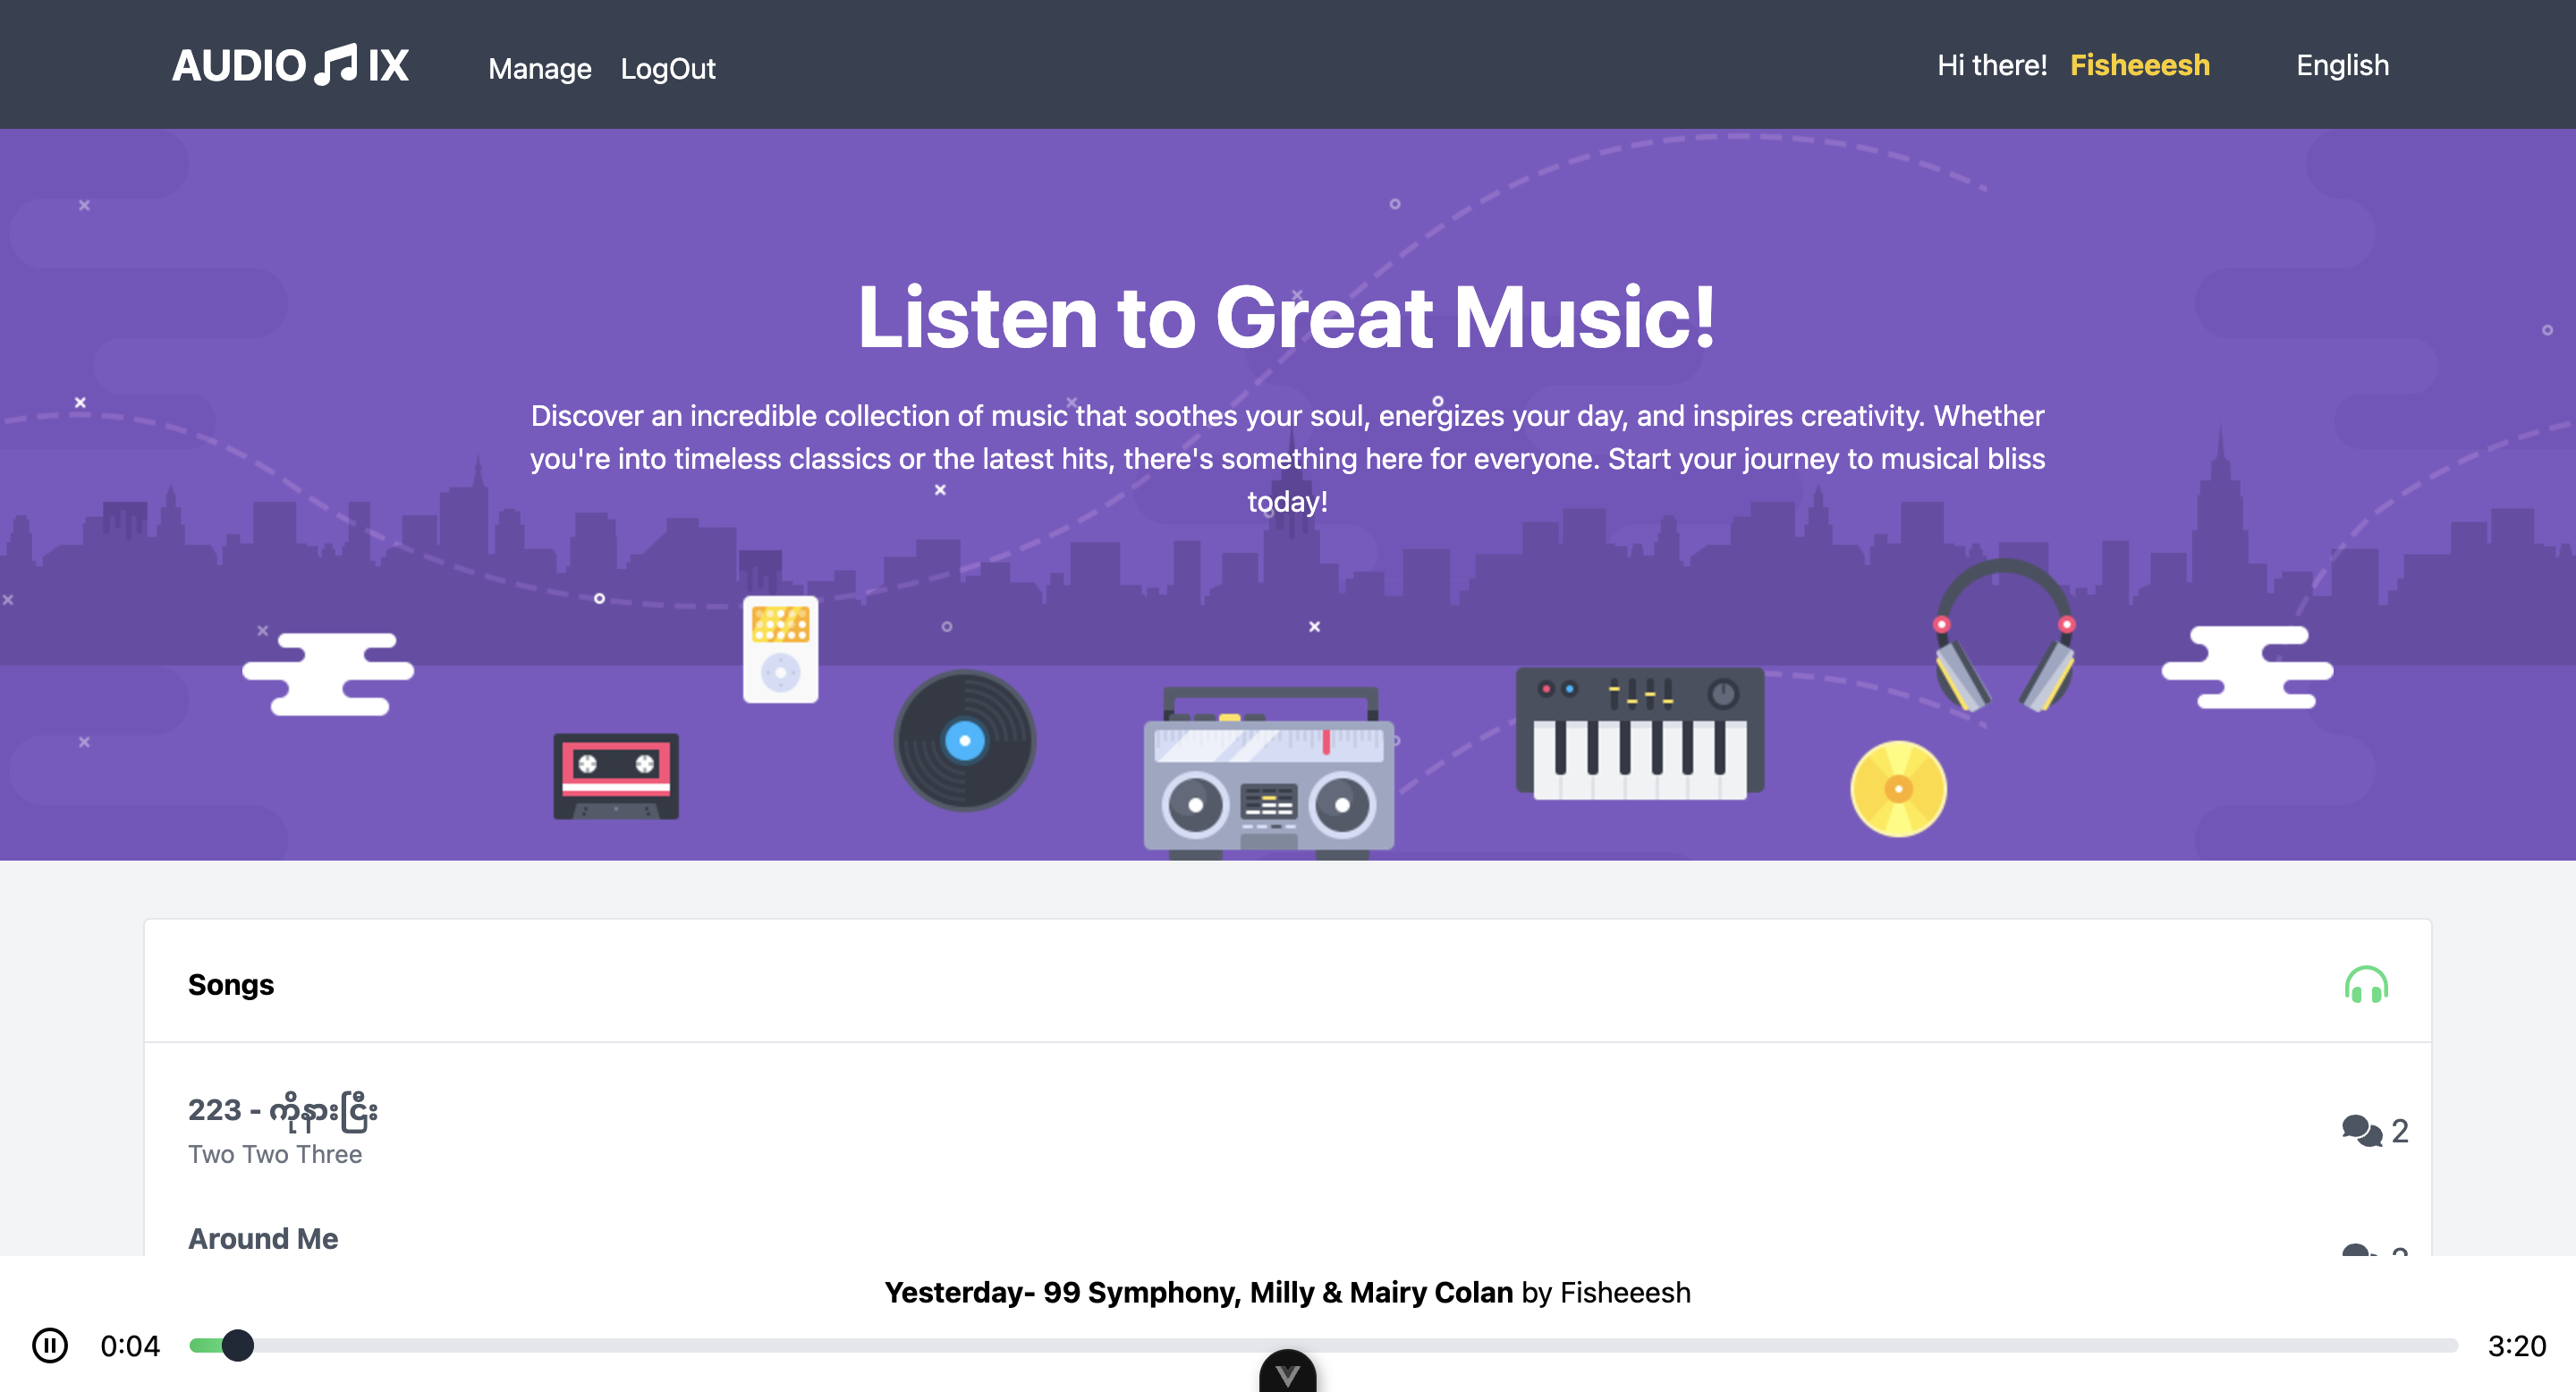 AUDIO IX
Manage LogOut
Hi there! Fisheeesh
English
Listen to Great Music!
Discover an incredible collection of music that soothes your soul, energizes your day, and inspires creativity. Whether
you're into timeless classics or the latest hits, there's something here for everyone. Start your journey to musical bliss
today!
Songs
223 - ကိုနားငြီး
Two Two Three
2
Around Me
Yesterday- 99 Symphony, Milly & Mairy Colan by Fisheeesh
0:04
3:20